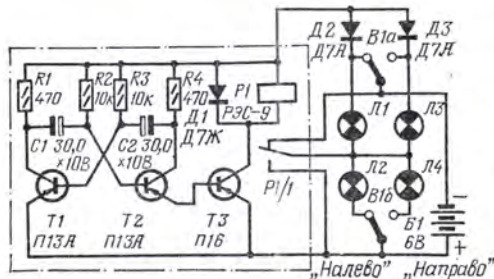 Д2
Д7Я
В1а
Д3
Д7Я
R1
470
R2
10к
R3
10к
R4
470
Р1
РЭС-9
Д1
Д7Ж
С1 30,0
×10В
С2 30,0
×10В
Л1
Л3
Р1/1
Л2
Л4
В1б
Т1
П13А
Т2
П13А
Т3
П16
Б1
6В
−
+
„Налево" „Направо"